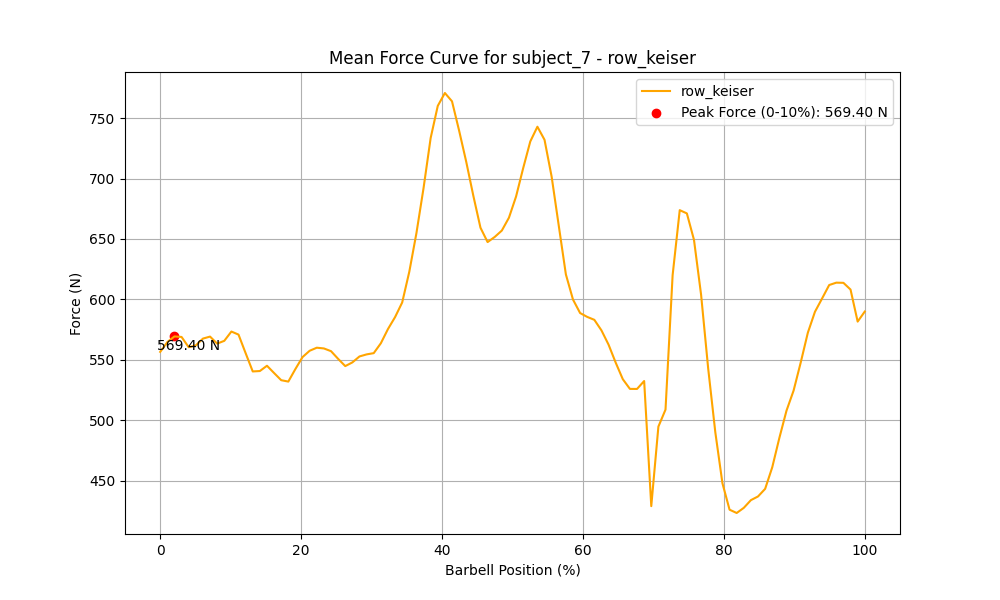 Mean Force Curve for subject_7 - row_keiser
row_keiser
Peak Force (0-10%): 569.40 N
750
700
650
600
550
500
450
Force (N)
569.40 N
0
20
40
60
80
100
Barbell Position (%)